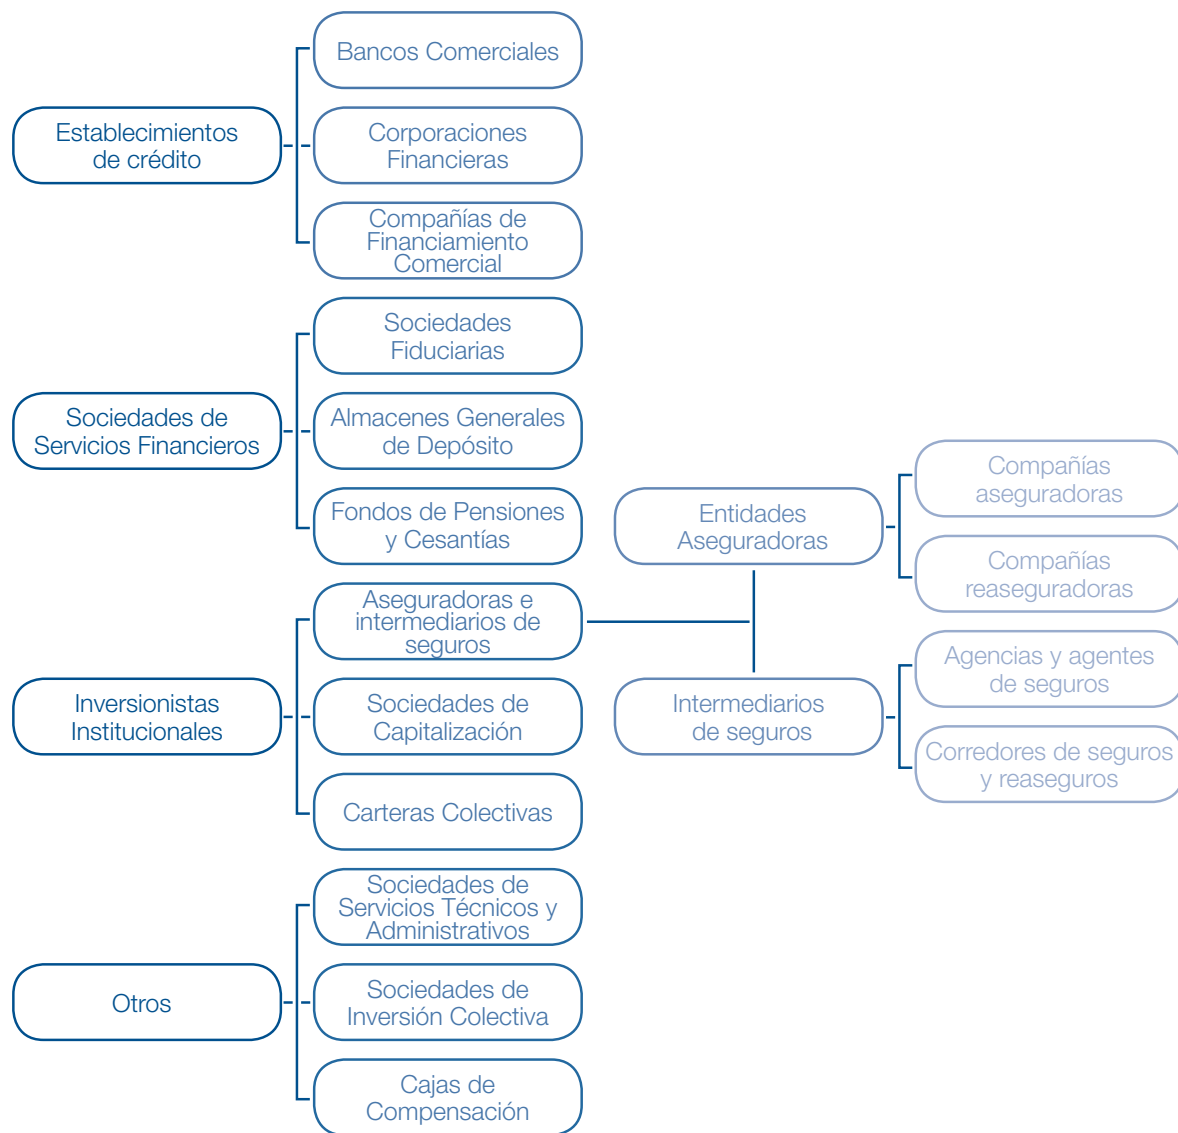 Establecimientos
de crédito
Bancos Comerciales
Corporaciones
Financieras
Compañías de
Financiamiento
Comercial
Sociedades de
Servicios Financieros
Sociedades
Fiduciarias
Almacenes Generales
de Depósito
Fondos de Pensiones
y Cesantías
Inversionistas
Institucionales
Aseguradoras e
intermediarios de
seguros
Sociedades de
Capitalización
Carteras Colectivas
Entidades
Aseguradoras
Compañías
aseguradoras
Compañías
reaseguradoras
Intermediarios
de seguros
Agencias y agentes
de seguros
Corredores de seguros
y reaseguros
Otros
Sociedades de
Servicios Técnicos y
Administrativos
Sociedades de
Inversión Colectiva
Cajas de
Compensación